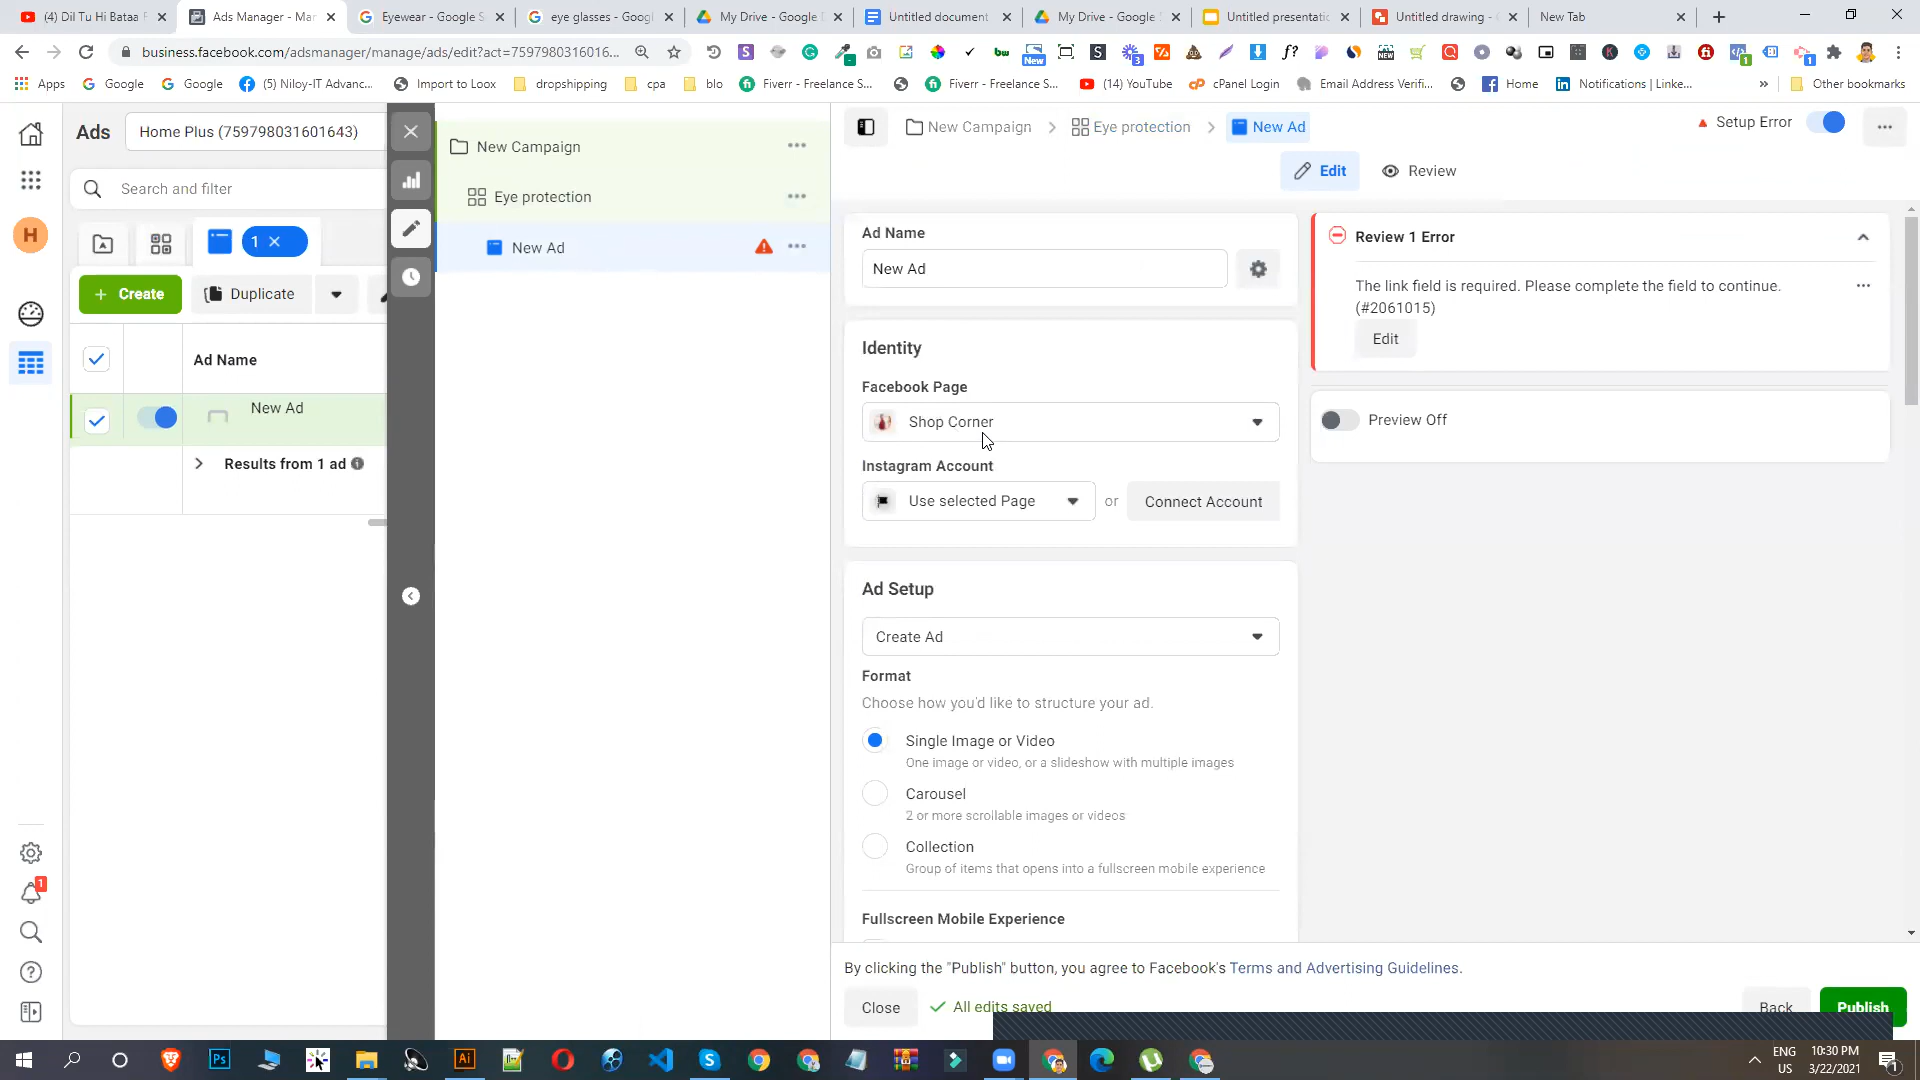 (4) Dil Tu Hi Bataa F
Ads Manager - Mar
Eyewear - Google S
eye glasses - Googl
My Drive - Google D
Untitled document
My Drive - Google
Untitled presentatic
Untitled drawing -
New Tab
business.facebook.com/adsmanager/manage/ads/edit?act=7597980316016...
Apps
Google
Google
(5) Niloy-IT Advanc...
Import to Loox
dropshipping
cpa
blo
Fiverr - Freelance S...
Fiverr - Freelance S...
(14) YouTube
cPanel Login
Email Address Verifi...
Home
Notifications | Linke...
»
Other bookmarks
Ads
Home Plus (759798031601643)
New Campaign
New Campaign
Eye protection
New Ad
Setup Error
Edit
Review
H
Search and filter
Eye protection
New Ad
1
+ Create
Duplicate
Ad Name
New Ad
Results from 1 ad
Ad Name
New Ad
Review 1 Error
The link field is required. Please complete the field to continue.
(#2061015)
Edit
Preview Off
Identity
Facebook Page
Shop Corner
Instagram Account
Use selected Page
or
Connect Account
Ad Setup
Create Ad
Format
Choose how you'd like to structure your ad.
Single Image or Video
One image or video, or a slideshow with multiple images
Carousel
2 or more scrollable images or videos
Collection
Group of items that opens into a fullscreen mobile experience
Fullscreen Mobile Experience
By clicking the "Publish" button, you agree to Facebook's Terms and Advertising Guidelines.
Close
All edits saved
Back
Publish
1
ENG
US
10:30 PM
3/22/2021